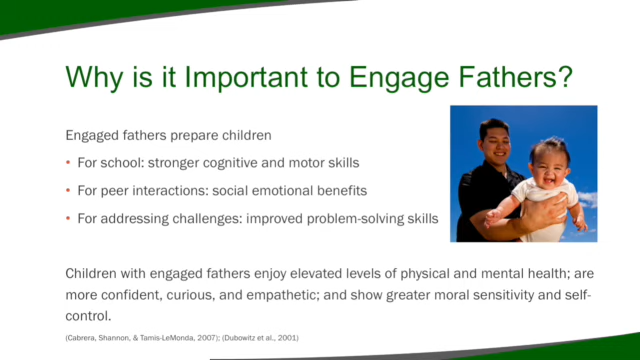 Why is it Important to Engage Fathers?
Engaged fathers prepare children
• For school: stronger cognitive and motor skills
• For peer interactions: social emotional benefits
• For addressing challenges: improved problem-solving skills
Children with engaged fathers enjoy elevated levels of physical and mental health; are
more confident, curious, and empathetic; and show greater moral sensitivity and self-
control.
(Cabrera, Shannon, & Tamis-LeMonda, 2007); (Dubowitz et al., 2001)